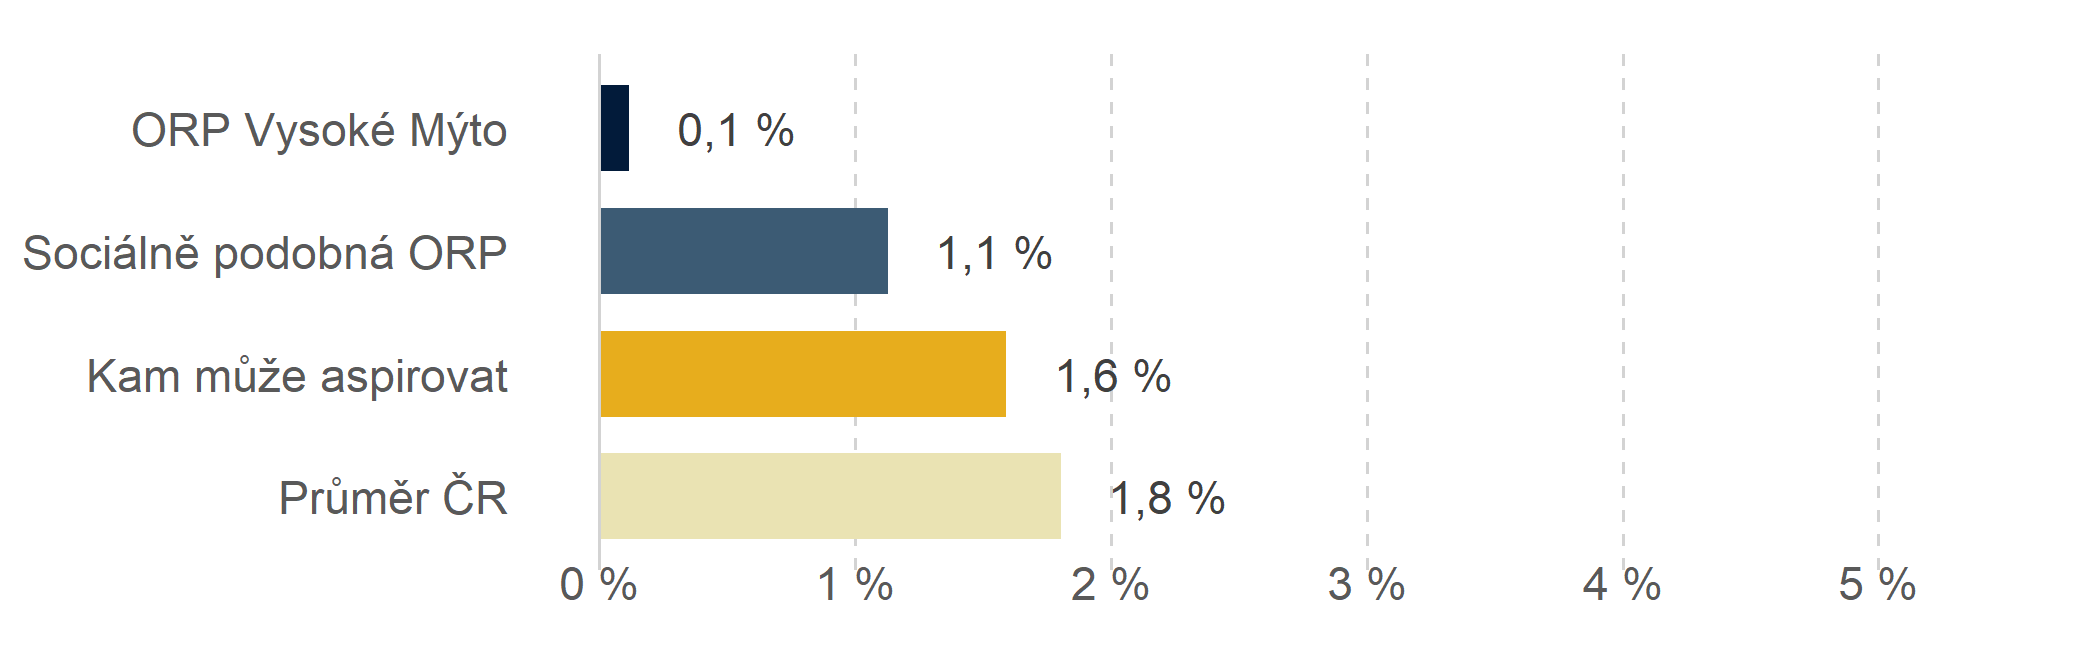 ORP Vysoké Mýto 0,1 %
Sociálně podobná ORP 1,1 %
Kam může aspirovat 1,6 %
Průměr ČR 1,8 %
0 % 1 % 2 % 3 % 4 % 5 %